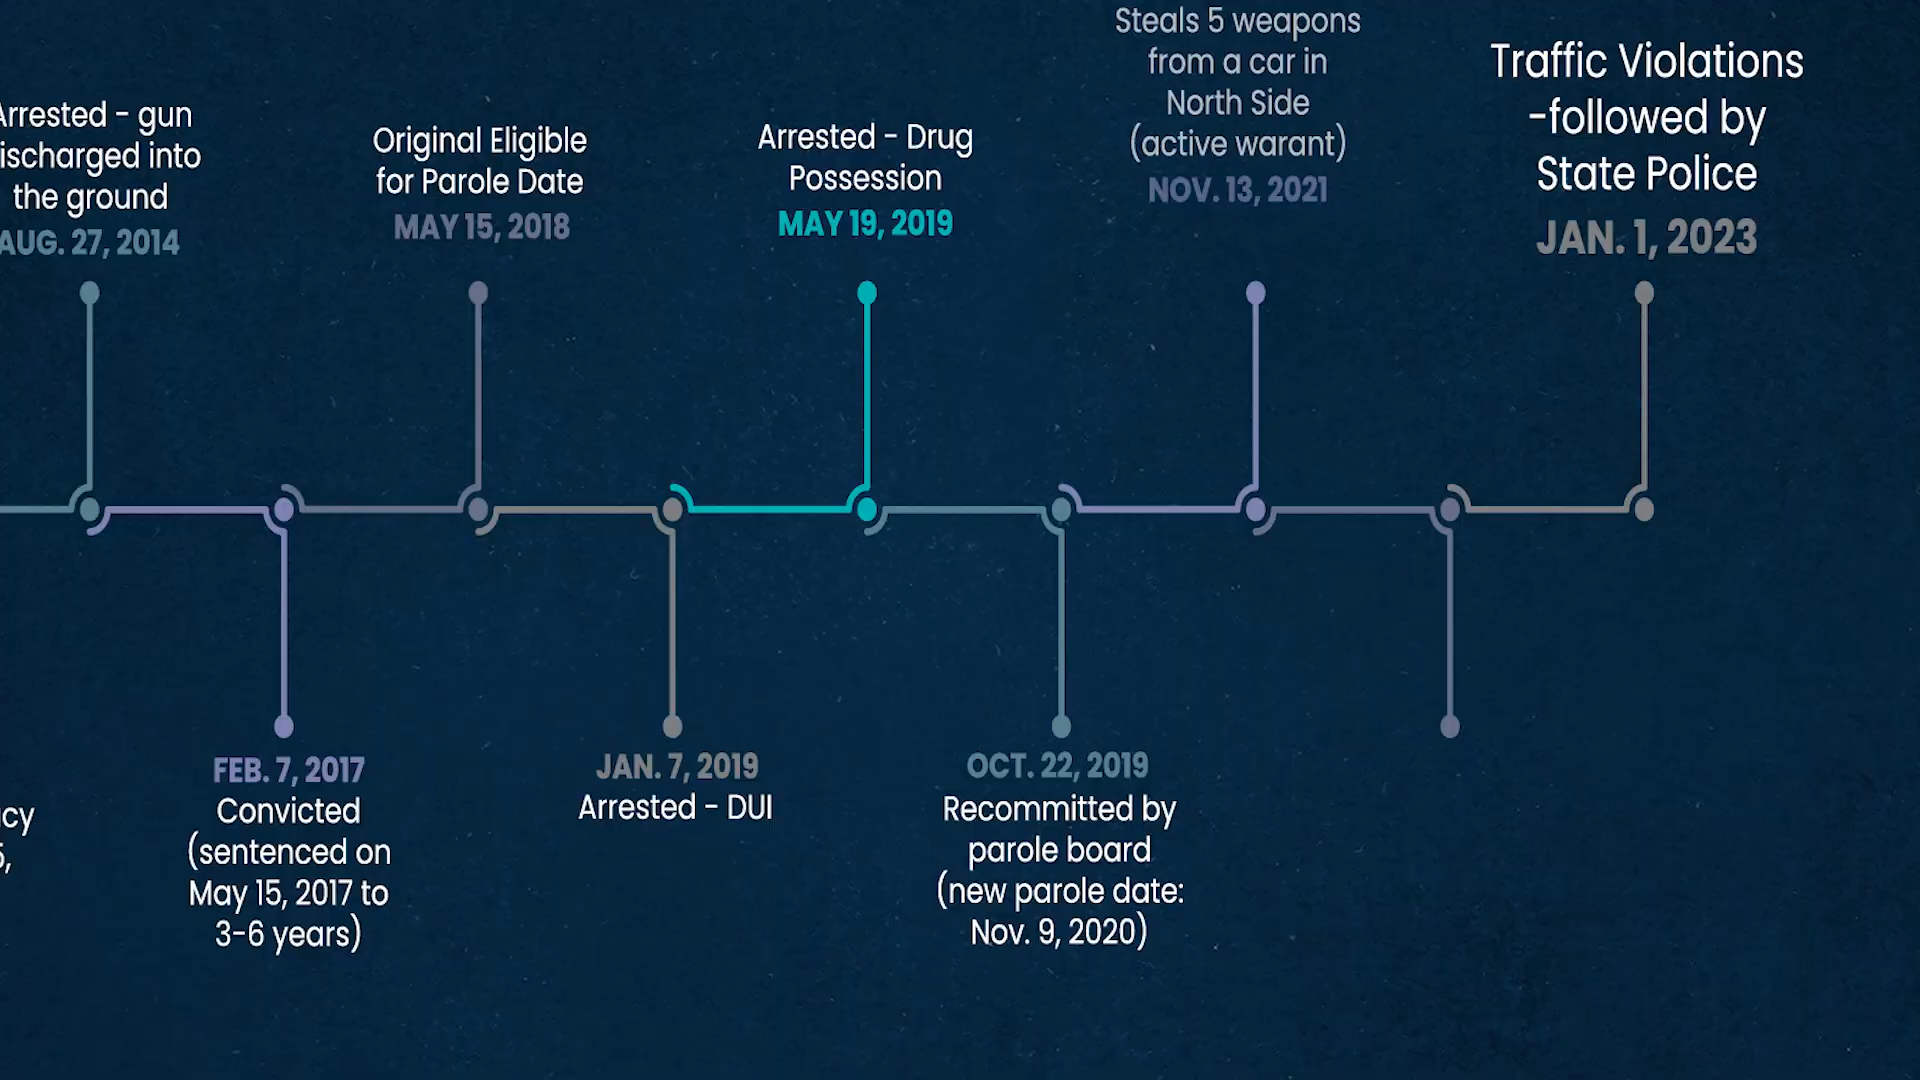 Arrested - gun
discharged into
the ground
AUG. 27, 2014
Original Eligible
for Parole Date
MAY 15, 2018
Arrested - Drug
Possession
MAY 19, 2019
Steals 5 weapons
from a car in
North Side
(active warant)
NOV. 13, 2021
Traffic Violations
-followed by
State Police
JAN. 1, 2023
FEB. 7, 2017
Convicted
(sentenced on
May 15, 2017 to
3-6 years)
JAN. 7, 2019
Arrested - DUI
OCT. 22, 2019
Recommitted by
parole board
(new parole date:
Nov. 9, 2020)